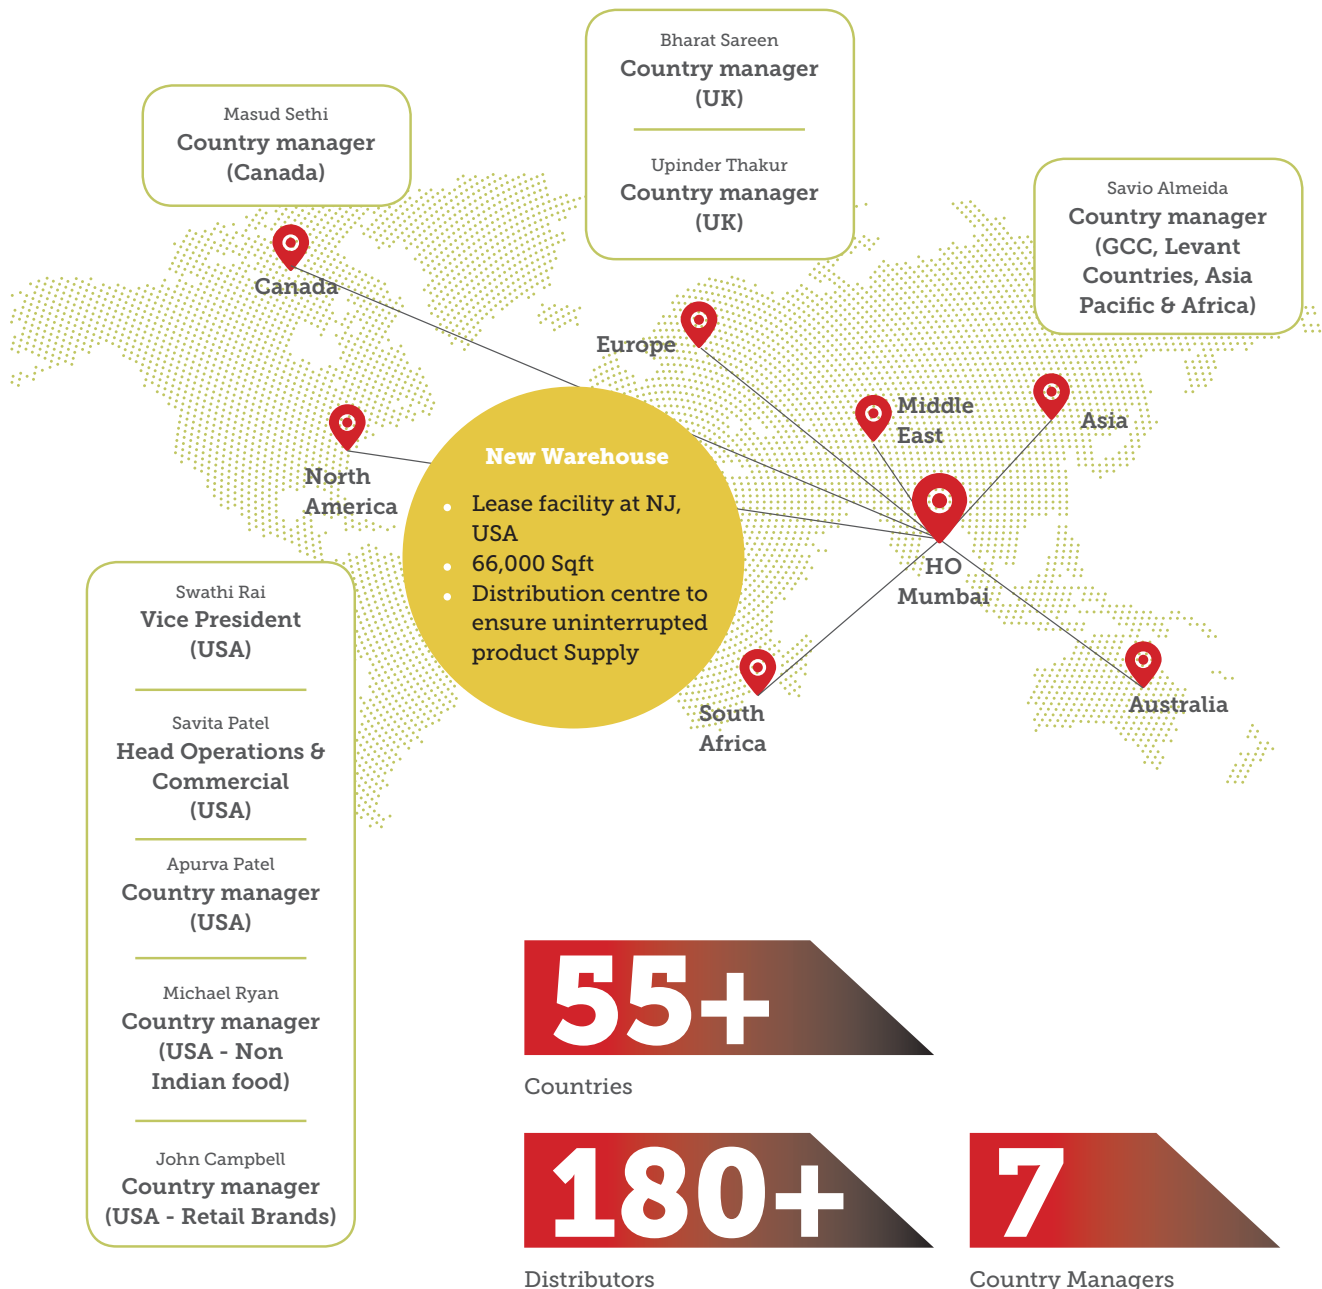 Bharat Sareen
Country manager
(UK)
Upinder Thakur
Country manager
(UK)
Masud Sethi
Country manager
(Canada)
Savio Almeida
Country manager
(GCC, Levant
Countries, Asia
Pacific & Africa)
Canada
Europe
Middle
East
Asia
North
America
New Warehouse
Lease facility at NJ,
USA
66,000 Sqft
Distribution centre to
ensure uninterrupted
product Supply
HO
Mumbai
South
Africa
Australia
Swathi Rai
Vice President
(USA)
Savita Patel
Head Operations &
Commercial
(USA)
Apurva Patel
Country manager
(USA)
Michael Ryan
Country manager
(USA - Non
Indian food)
John Campbell
Country manager
(USA - Retail Brands)
55+
Countries
180+
Distributors
7
Country Managers